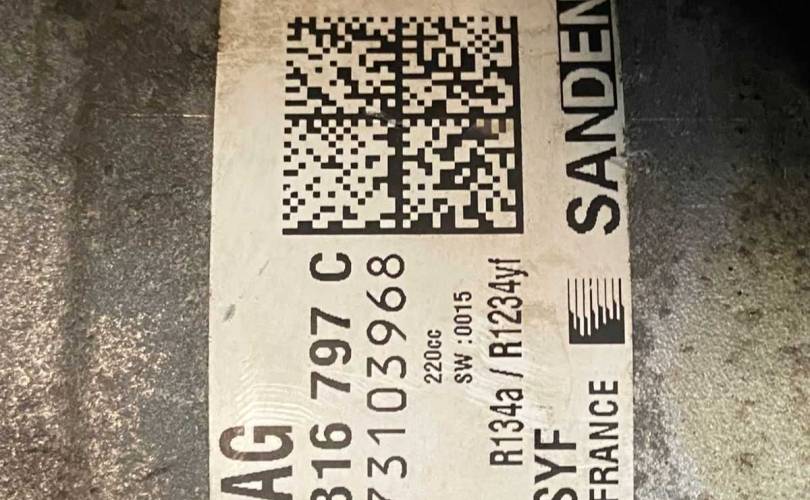 AG
816 797 C
73103968
220cc
SW :0015
R134a / R1234yf
SYF
FRANCE SANDEN